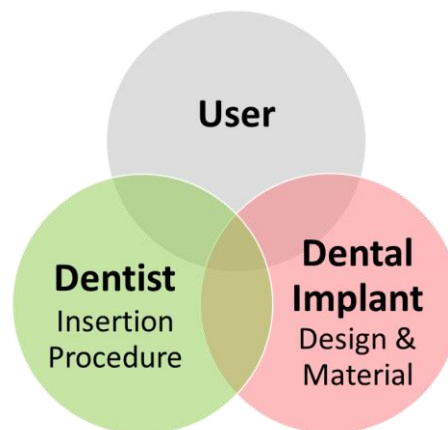 User
Dentist
Insertion
Procedure
Dental
Implant
Design &
Material